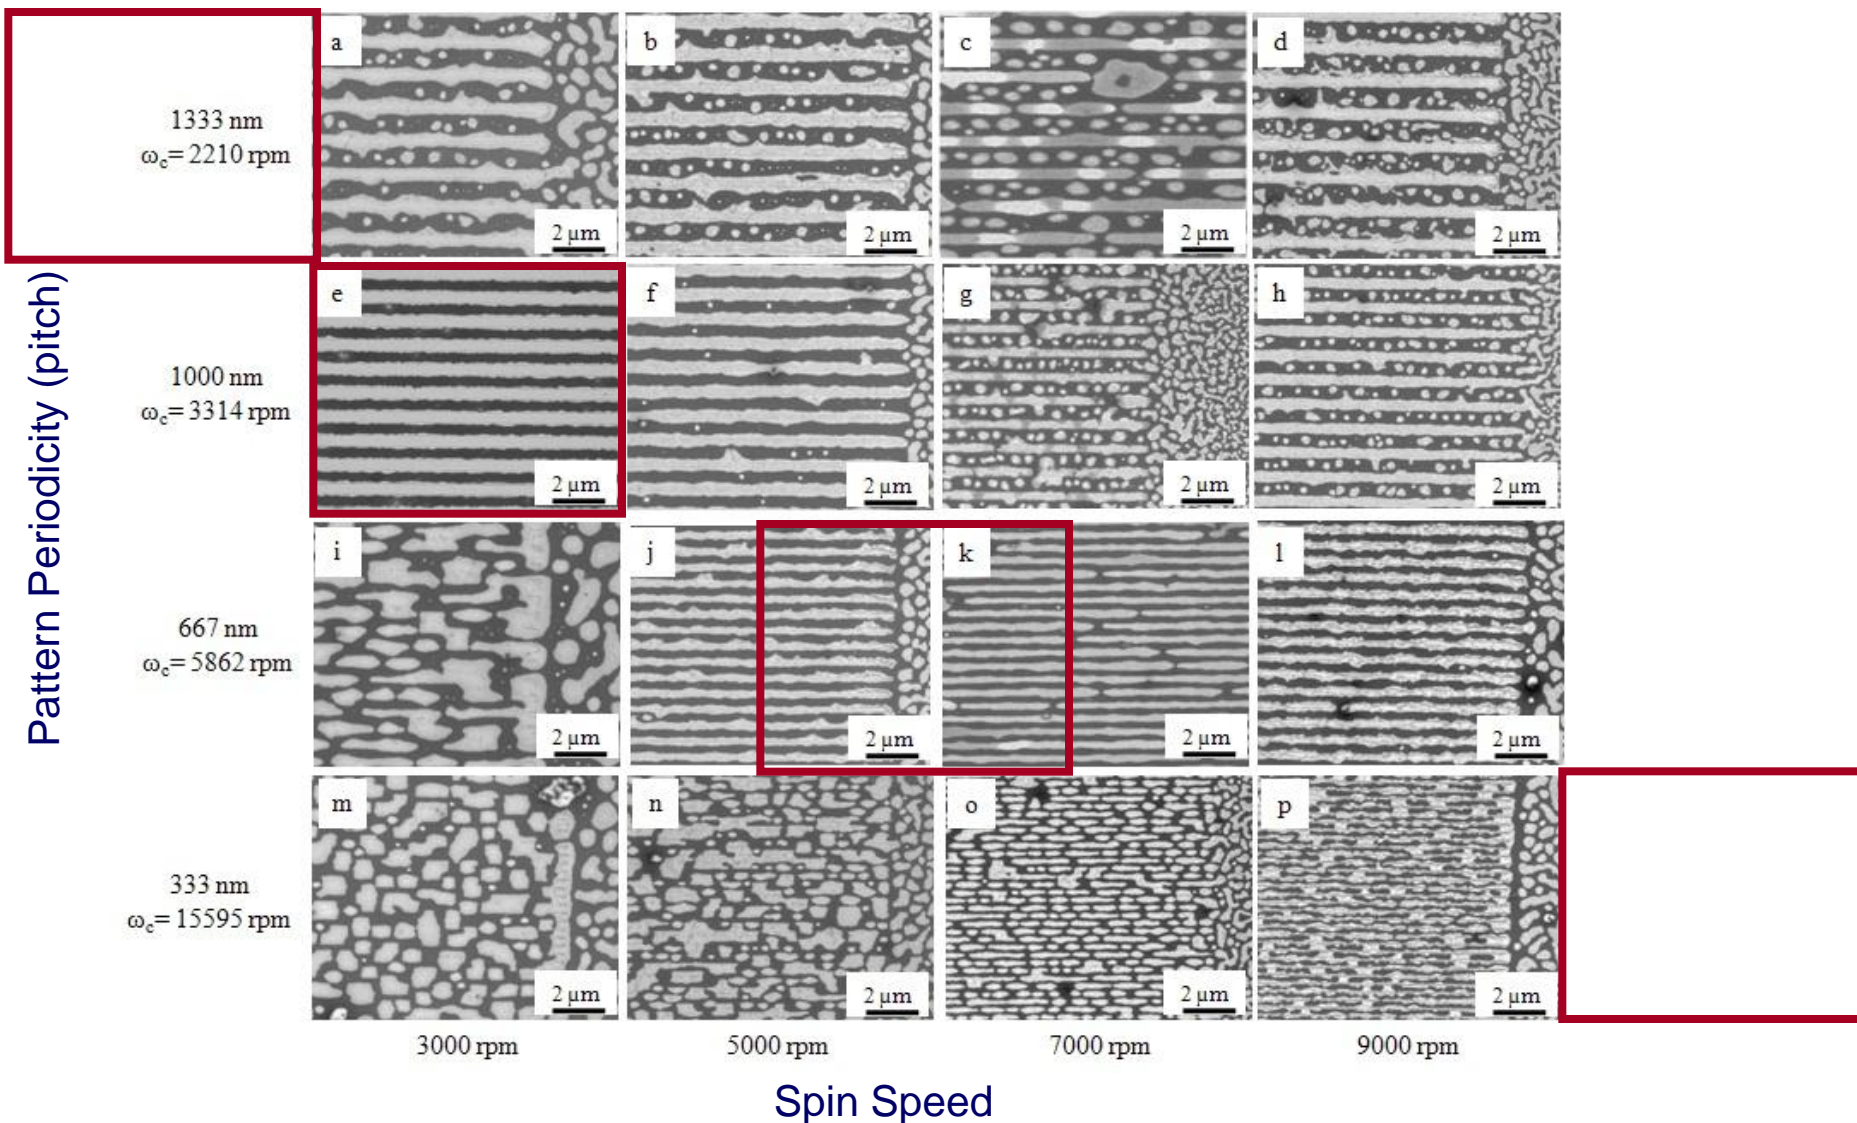 Pattern Periodicity (pitch)
1333 nm
ωc= 2210 rpm
a
2 µm
b
2 µm
c
2 µm
d
2 µm
1000 nm
ωc= 3314 rpm
e
2 µm
f
2 µm
g
2 µm
h
2 µm
667 nm
ωc= 5862 rpm
i
2 µm
j
2 µm
k
2 µm
l
2 µm
333 nm
ωc= 15595 rpm
m
2 µm
n
2 µm
o
2 µm
p
2 µm
3000 rpm
5000 rpm
7000 rpm
9000 rpm
Spin Speed